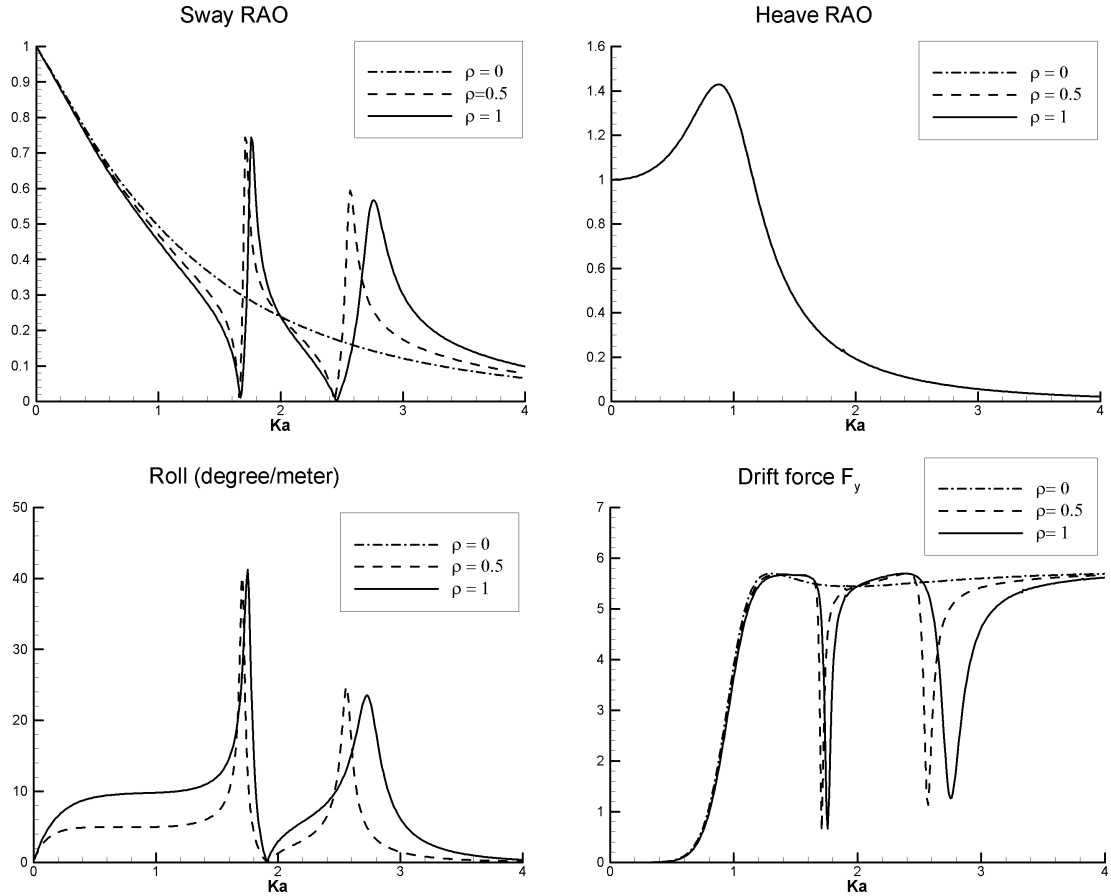 Sway RAO
ρ = 0
ρ=0.5
ρ = 1
1
0.9
0.8
0.7
0.6
0.5
0.4
0.3
0.2
0.1
0
0 1 2 3 4
Ka
Heave RAO
ρ = 0
ρ = 0.5
ρ = 1
1.6
1.4
1.2
1
0.8
0.6
0.4
0.2
0
0 1 2 3 4
Ka
Roll (degree/meter)
ρ = 0
ρ = 0.5
ρ = 1
50
40
30
20
10
0
0 1 2 3 4
Ka
Drift force Fy
ρ= 0
ρ= 0.5
ρ= 1
7
6
5
4
3
2
1
0
0 1 2 3 4
Ka